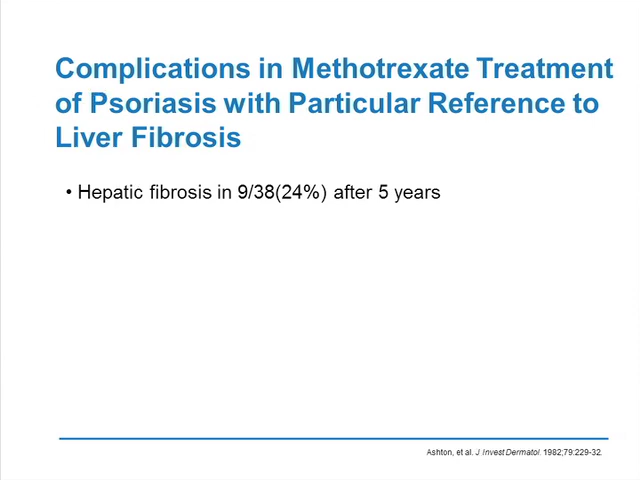 Complications in Methotrexate Treatment
of Psoriasis with Particular Reference to
Liver Fibrosis
• Hepatic fibrosis in 9/38(24%) after 5 years
Ashton, et al. J Invest Dermatol. 1982;79:229-32.